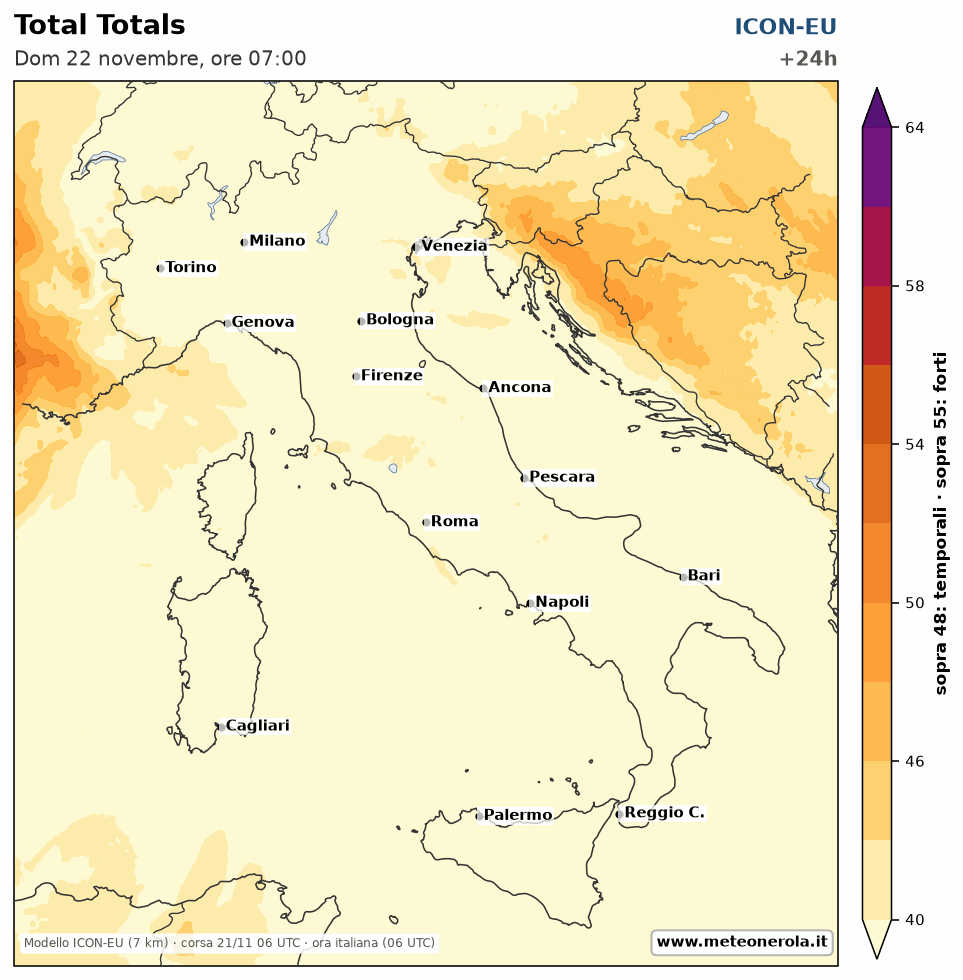 Total Totals
ICON-EU
Dom 22 novembre, ore 07:00
+24h
64
58
54
50
46
40
sopra 48: temporali · sopra 55: forti
Milano
Venezia
Torino
Genova
Bologna
Firenze
Ancona
Pescara
Roma
Bari
Napoli
Cagliari
Palermo
Reggio C.
Modello ICON-EU (7 km) · corsa 21/11 06 UTC · ora italiana (06 UTC)
www.meteonerola.it